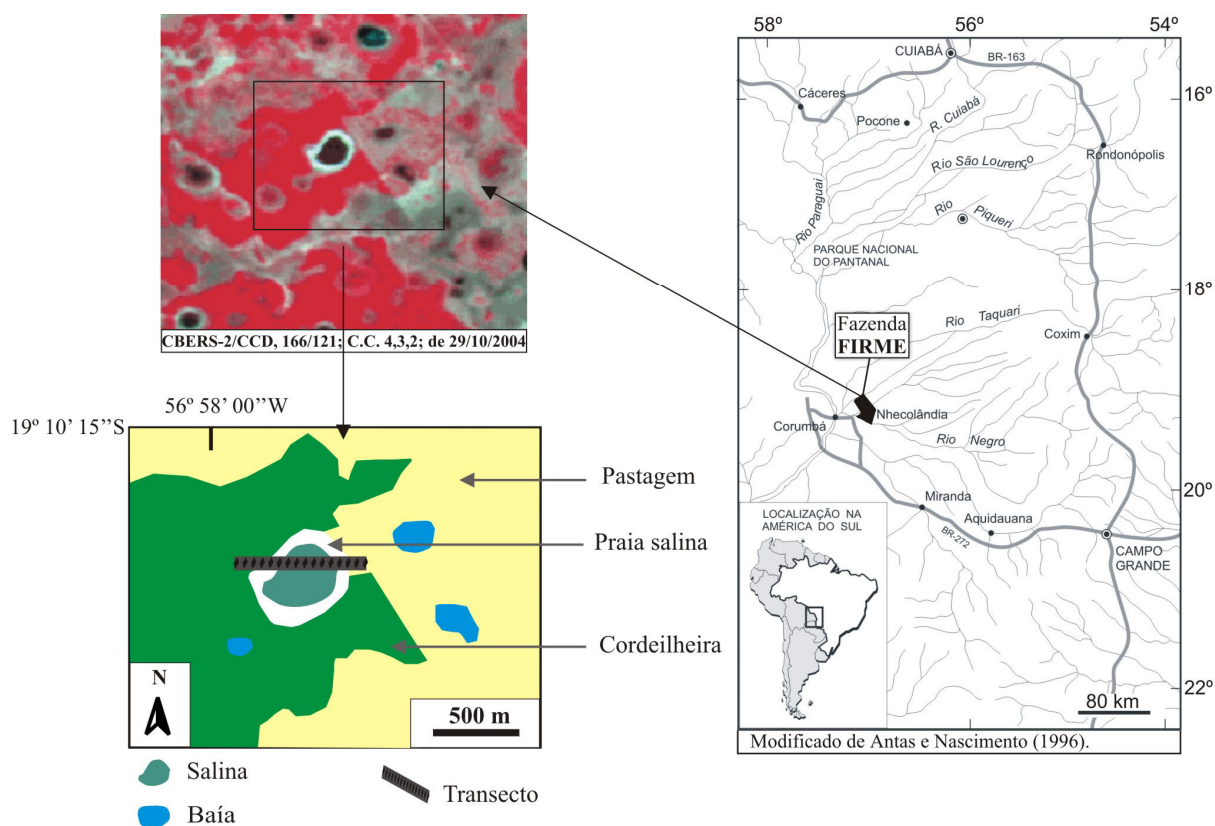 CBERS-2/CCD, 166/121; C.C. 4,3,2; de 29/10/2004
56º 58’ 00’’W
19º 10’ 15’’S
Pastagem
Praia salina
Cordeilheira
N
500 m
Salina
Baía
Transecto
58º
56º
54º
CUIABÁ
BR-163
Cáceres
16º
Pocone
R. Cuiabá
Rondonópolis
Rio São Lourenço
Rio Paraguai
Rio Piqueri
PARQUE NACIONAL
DO PANTANAL
18º
Fazenda
FIRME
Rio Taquari
Coxim
Nhecolândia
Corumbá
Rio Negro
20º
Miranda
Aquidauana
BR-272
CAMPO
GRANDE
LOCALIZAÇÃO NA
AMÉRICA DO SUL
22º
80 km
Modificado de Antas e Nascimento (1996).